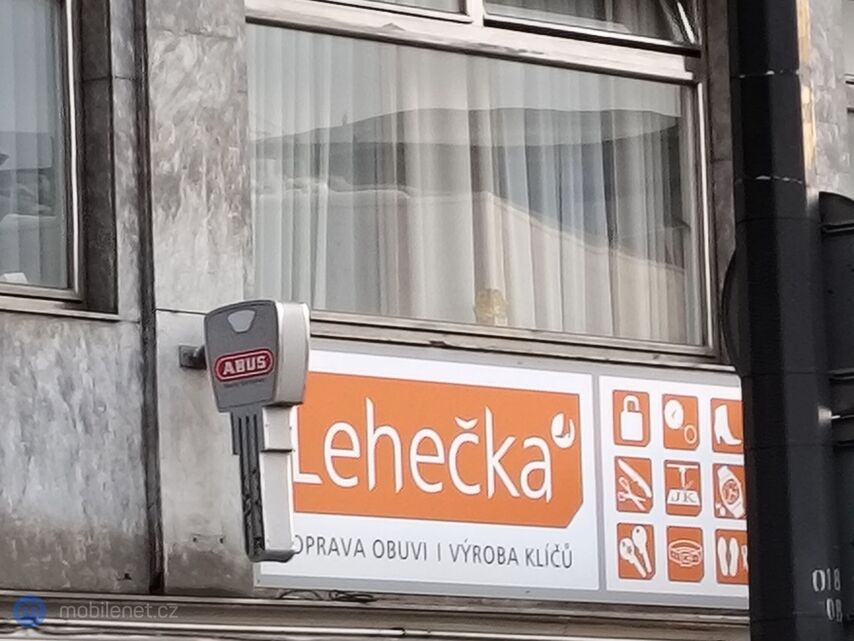 ABUS
Lehečka
OPRAVA OBUVI | VÝROBA KLÍČŮ
JK
018
mobilenet.cz